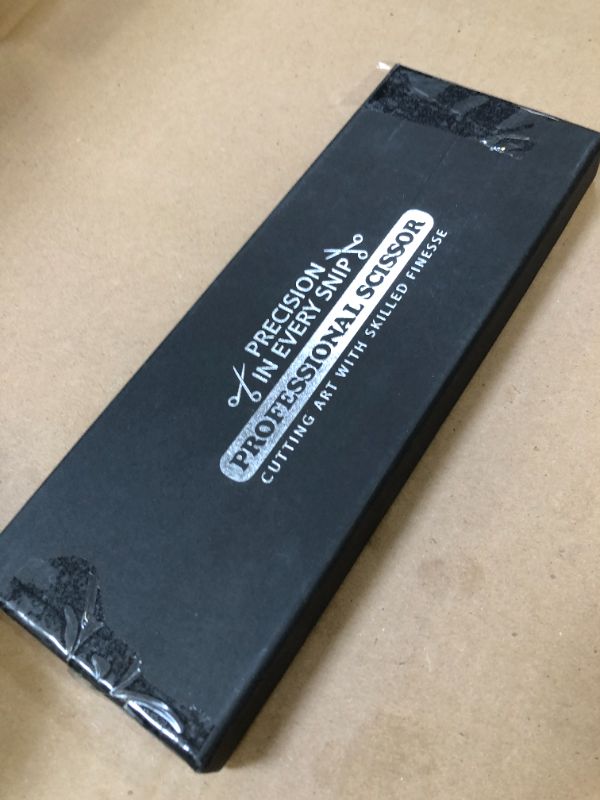 PRECISION
IN EVERY SNIP
PROFESSIONAL SCISSOR
CUTTING ART WITH SKILLED FINESSE